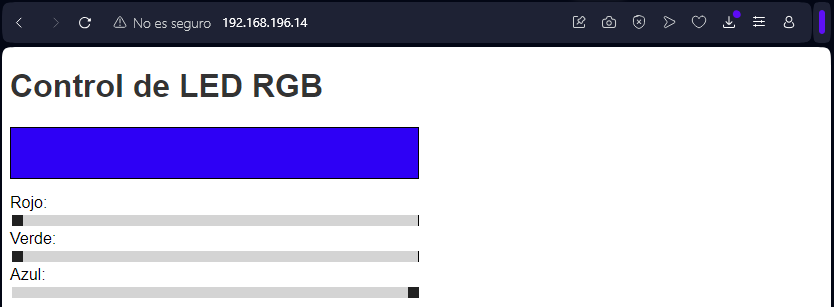 No es seguro 192.168.196.14
Control de LED RGB
Rojo:
Verde:
Azul: